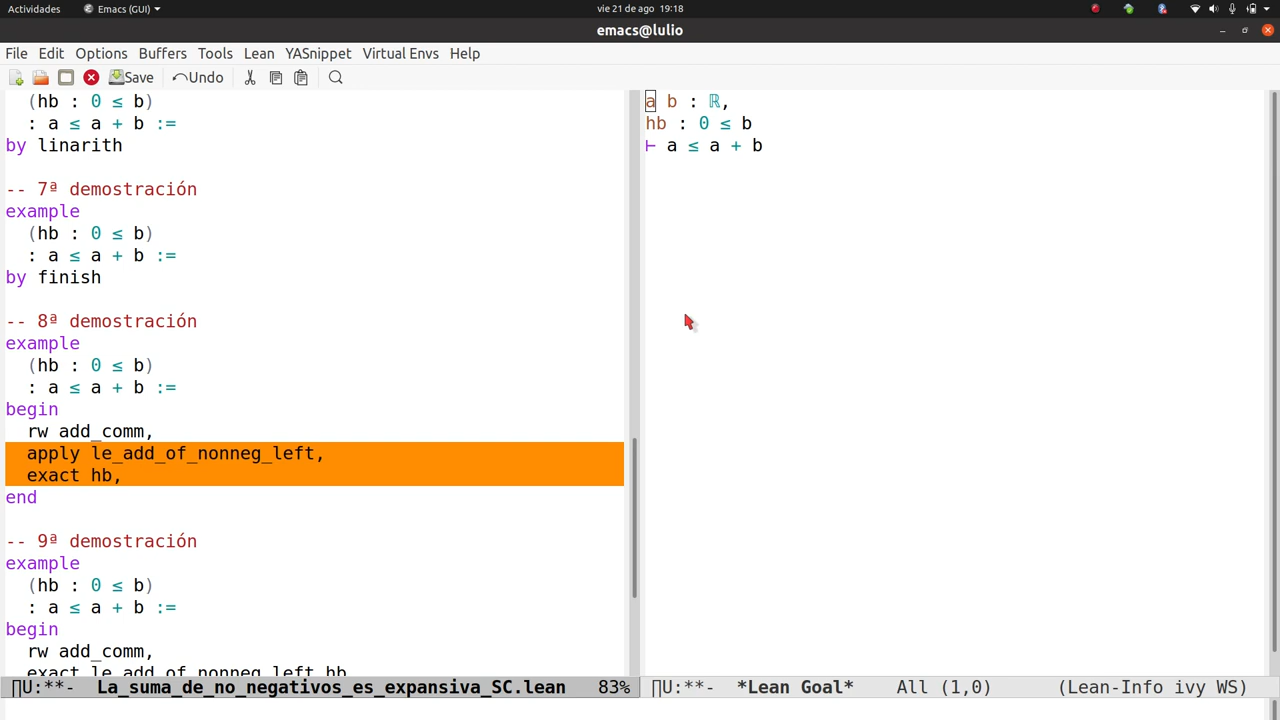 Actividades Emacs (GUI) vie 21 de ago 19:18
emacs@lulio
File Edit Options Buffers Tools Lean YASnippet Virtual Envs Help
Save Undo
(hb : 0 ≤ b)
: a ≤ a + b :=
by linarith
-- 7ª demostración
example
(hb : 0 ≤ b)
: a ≤ a + b :=
by finish
-- 8ª demostración
example
(hb : 0 ≤ b)
: a ≤ a + b :=
begin
rw add_comm,
apply le_add_of_nonneg_left,
exact hb,
end
-- 9ª demostración
example
(hb : 0 ≤ b)
: a ≤ a + b :=
begin
rw add_comm,
exact le_add_of_nonneg_left hb
∏U:**- La_suma_de_no_negativos_es_expansiva_SC.lean 83%
a b : ℝ,
hb : 0 ≤ b
⊢ a ≤ a + b
∏U:**- *Lean Goal* All (1,0) (Lean-Info ivy WS)